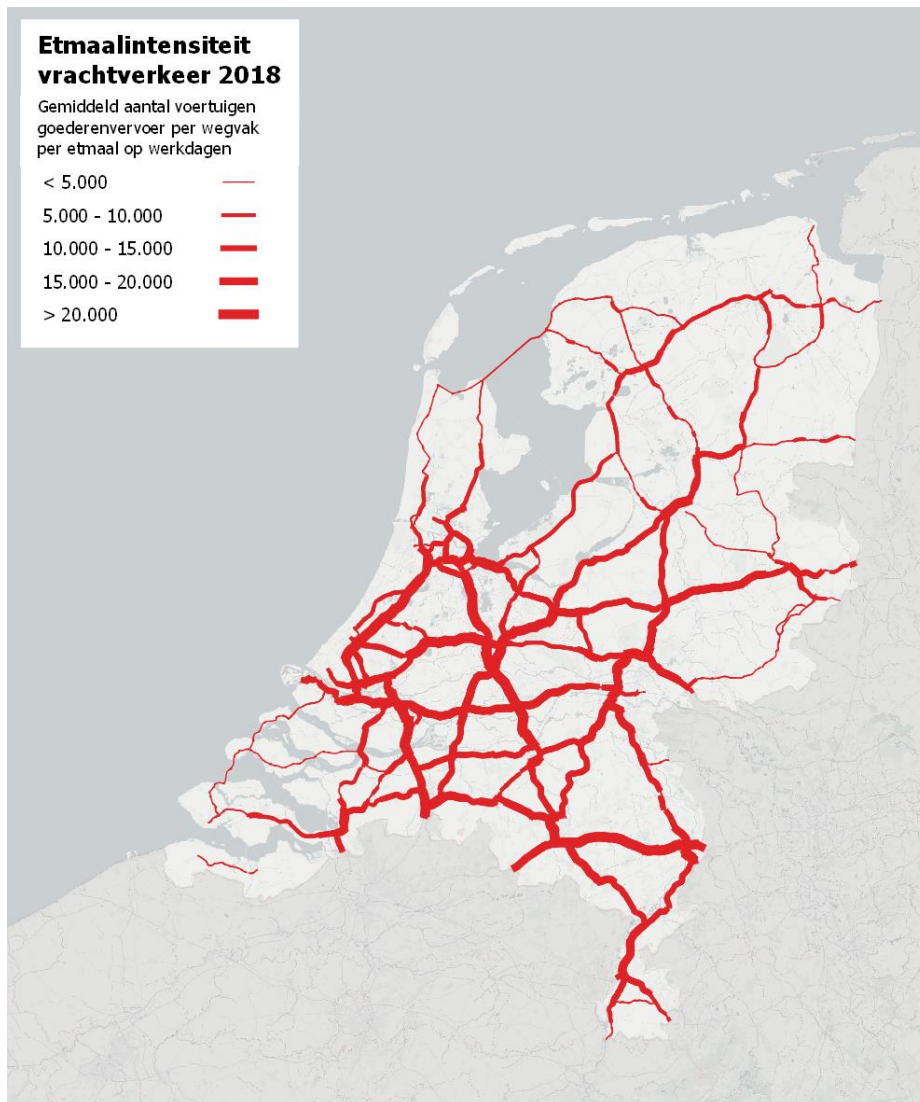 Etmaalintensiteit
vrachtverkeer 2018
Gemiddeld aantal voertuigen
goederenvervoer per wegvak
per etmaal op werkdagen
< 5.000
5.000 - 10.000
10.000 - 15.000
15.000 - 20.000
> 20.000